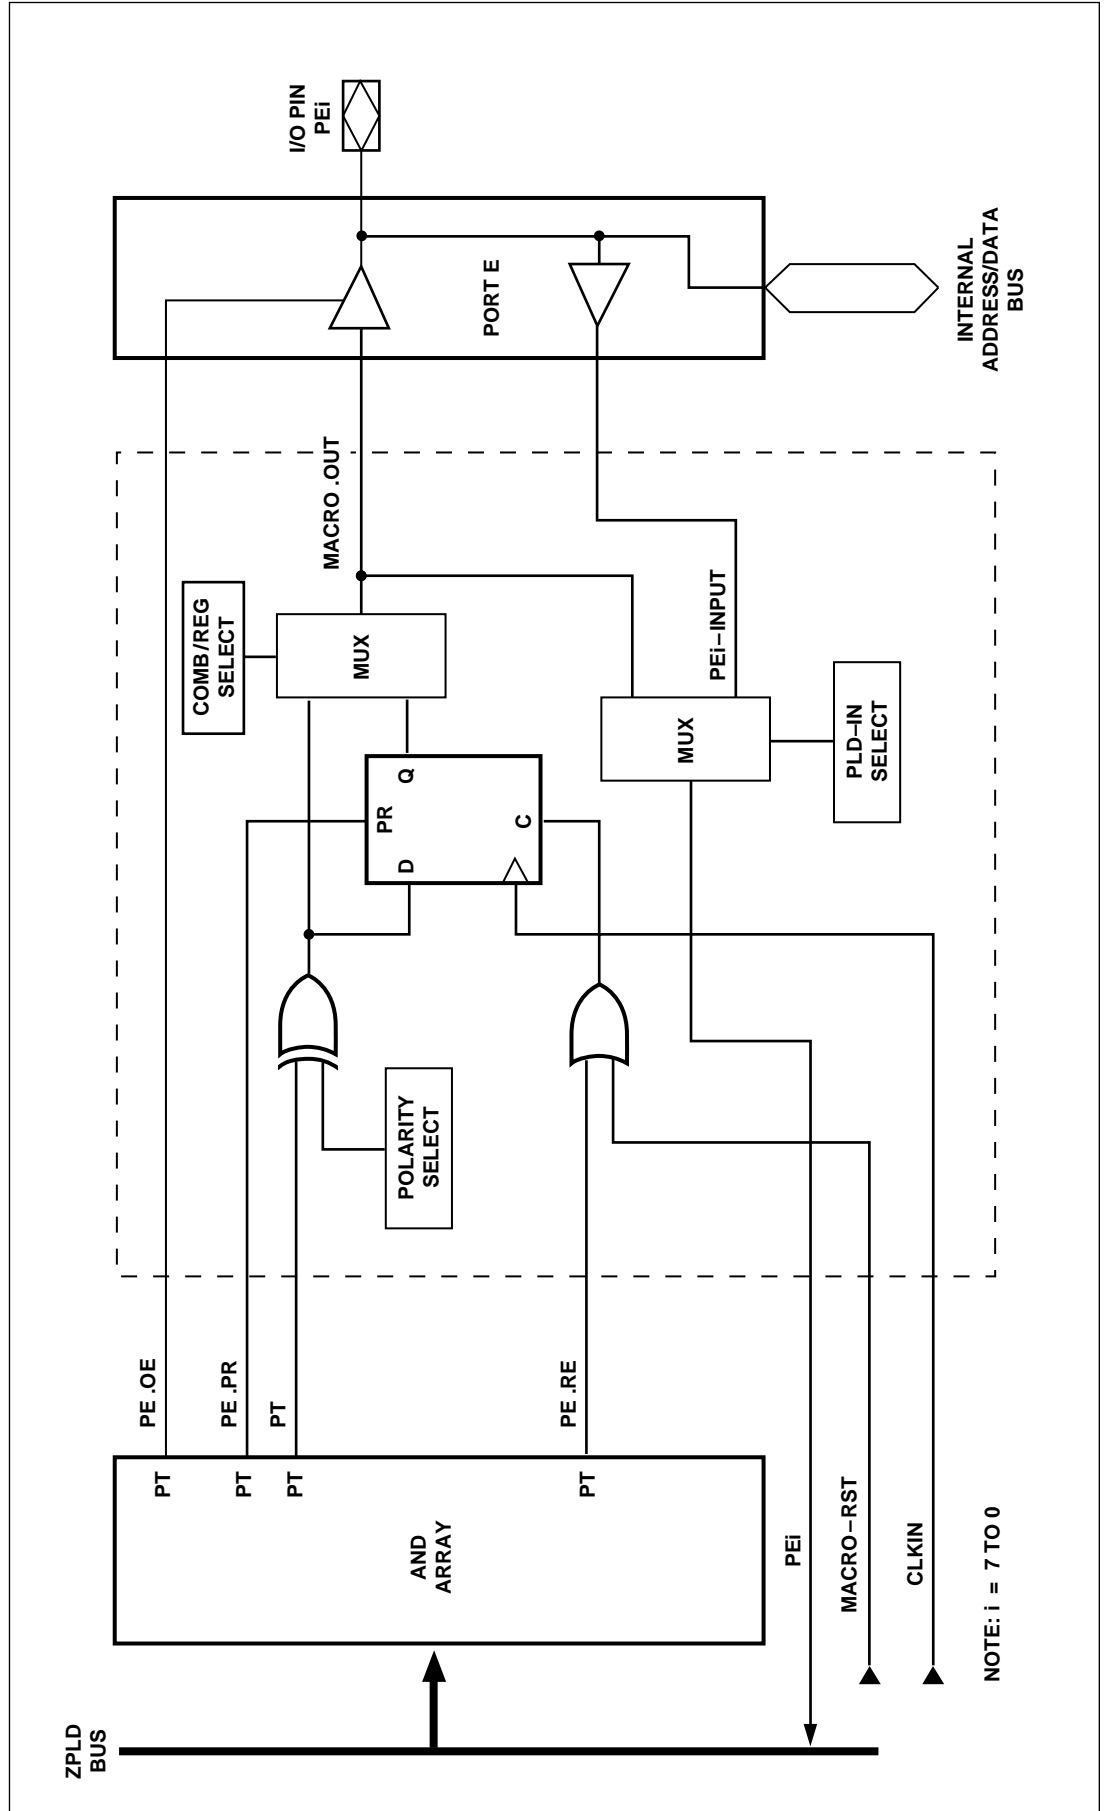 ZPLD
BUS
AND
ARRAY
PT
PT
PT
PT
PE .OE
PE .PR
PT
PE .RE
POLARITY
SELECT
D
PR
Q
C
COMB/REG
SELECT
MUX
MACRO .OUT
MUX
PEi–INPUT
PLD–IN
SELECT
PORT E
I/O PIN
PEi
INTERNAL
ADDRESS/DATA
BUS
PEi
MACRO–RST
CLKIN
NOTE: i = 7 TO 0